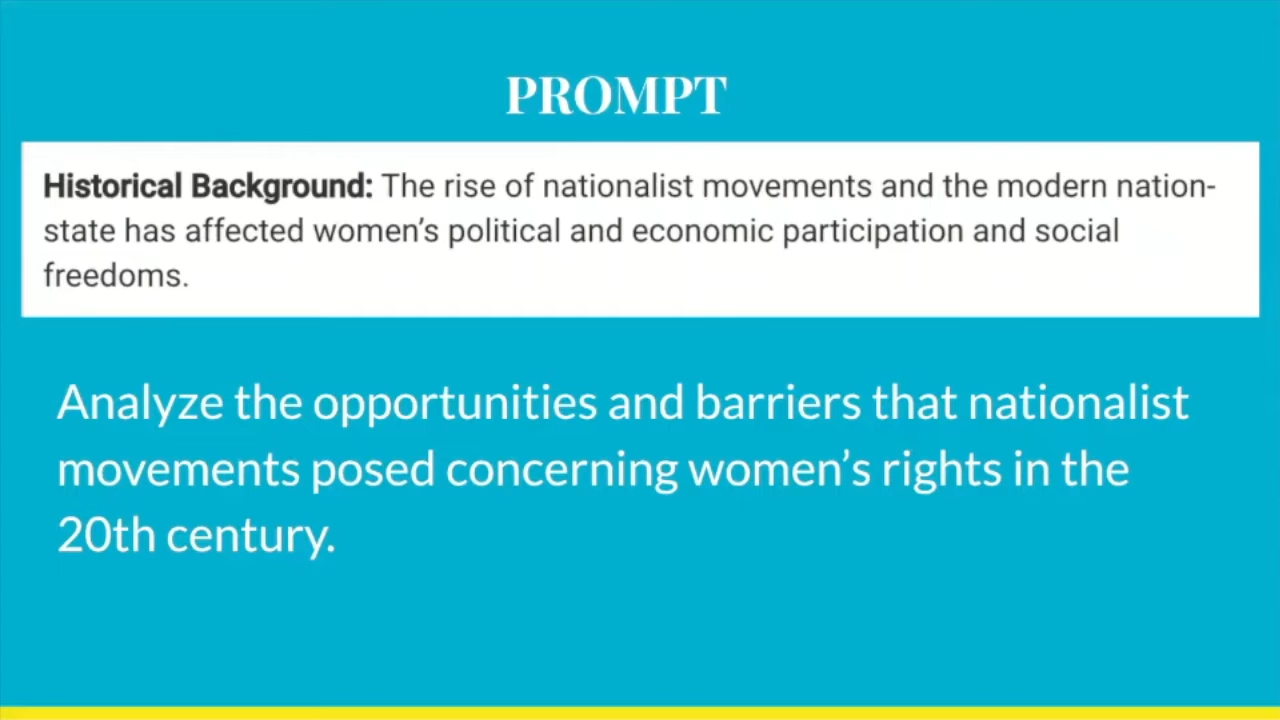 PROMPT
Historical Background: The rise of nationalist movements and the modern nation-
state has affected women’s political and economic participation and social
freedoms.
Analyze the opportunities and barriers that nationalist
movements posed concerning women’s rights in the
20th century.